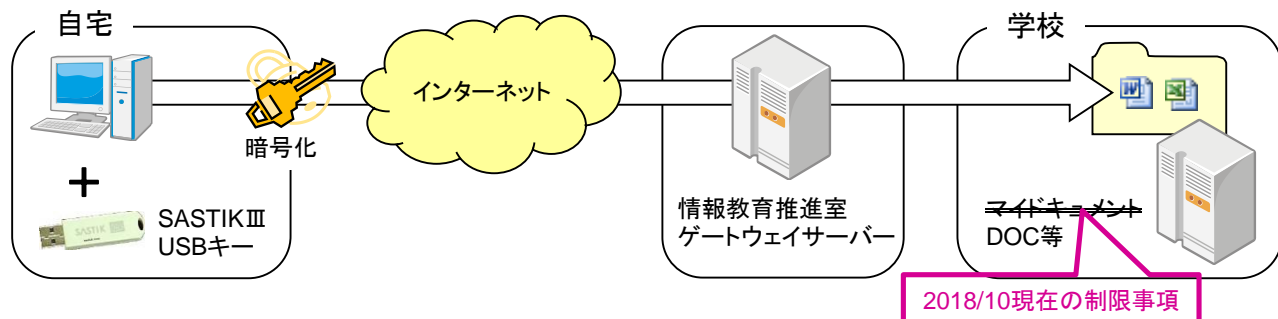 自宅
学校
インターネット
暗号化
+
SASTIK
SASTIKⅢ
USBキー
情報教育推進室
ゲートウェイサーバー
マイドキュメント
DOC等
2018/10現在の制限事項